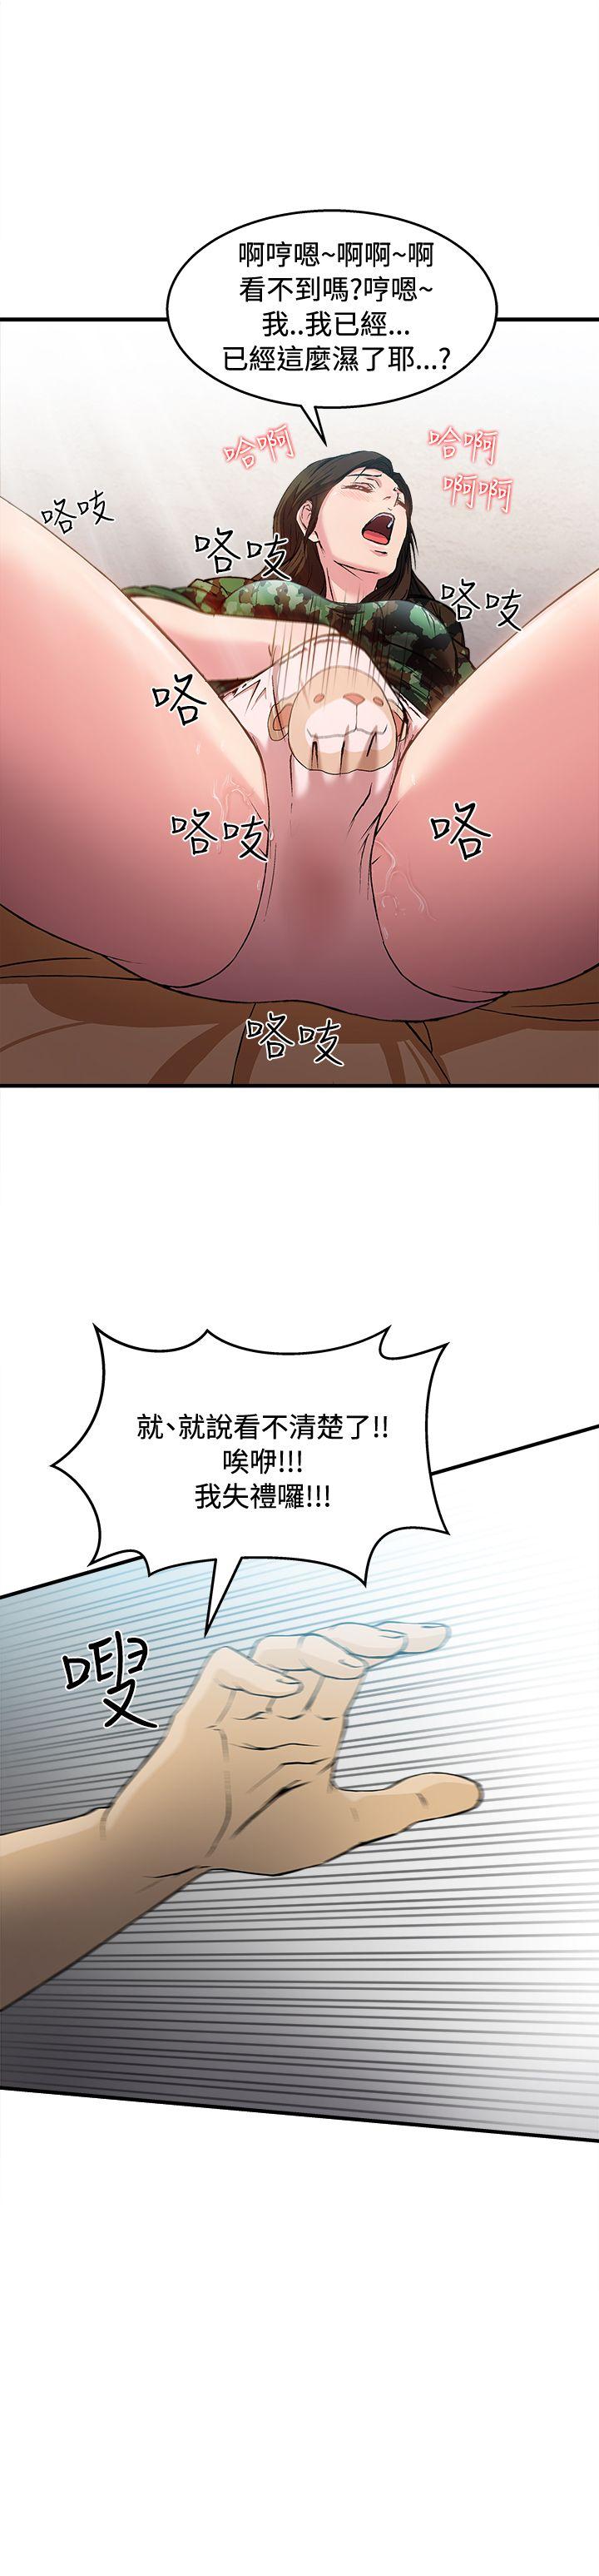 啊哼嗯~啊啊~啊
看不到嗎?哼嗯~
我..我已經...
已經這麼濕了耶...?
哈啊
哈啊
啊啊
咯吱
咯吱
咯吱
咯
咯吱
咯
咯吱
就、就說看不清楚了!!
唉咿!!!
我失禮囉!!!
嗖